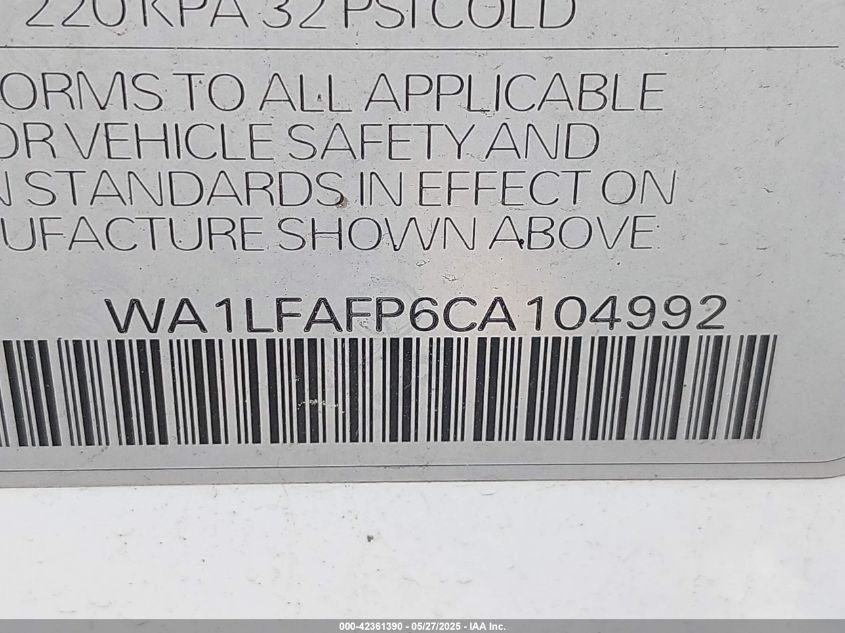 220 KPA 32 PSI COLD
ORMS TO ALL APPLICABLE
OR VEHICLE SAFETY AND
N STANDARDS IN EFFECT ON
UFACTURE SHOWN ABOVE.
WA1LFAFP6CA104992
000-42361390 - 05/27/2025 - IAA Inc.